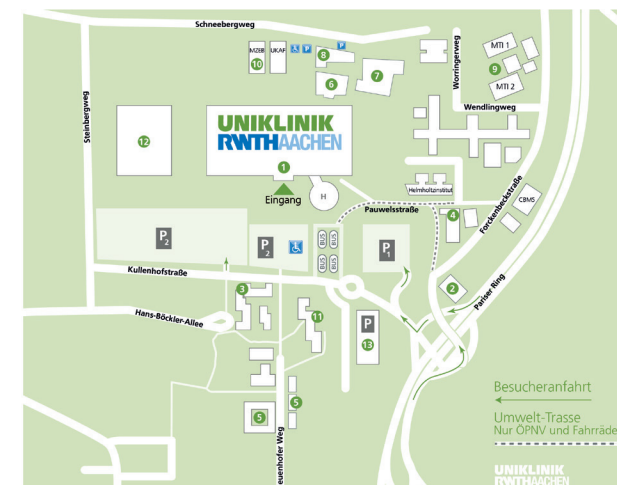 Schneebergweg
MZEB
UKAF
P
P
8
10
6
7
Worringerweg
MTI 1
9
MTI 2
Wendlingweg
Steinbergweg
12
UNIKLINIK
RWTHAACHEN
1
Eingang
H
Helmholtzinstitut
Pauwelsstraße
4
CBMS
Forckenbeckstraße
P2
P2
BUS
BUS
BUS
BUS
P1
Kullenhofstraße
3
2
Pariser Ring
Hans-Böckler-Allee
11
P
13
5
5
euenhofer Weg
Besucheranfahrt
Umwelt-Trasse
Nur ÖPNV und Fahrräde
UNIKLINIK
RWTHAACHEN